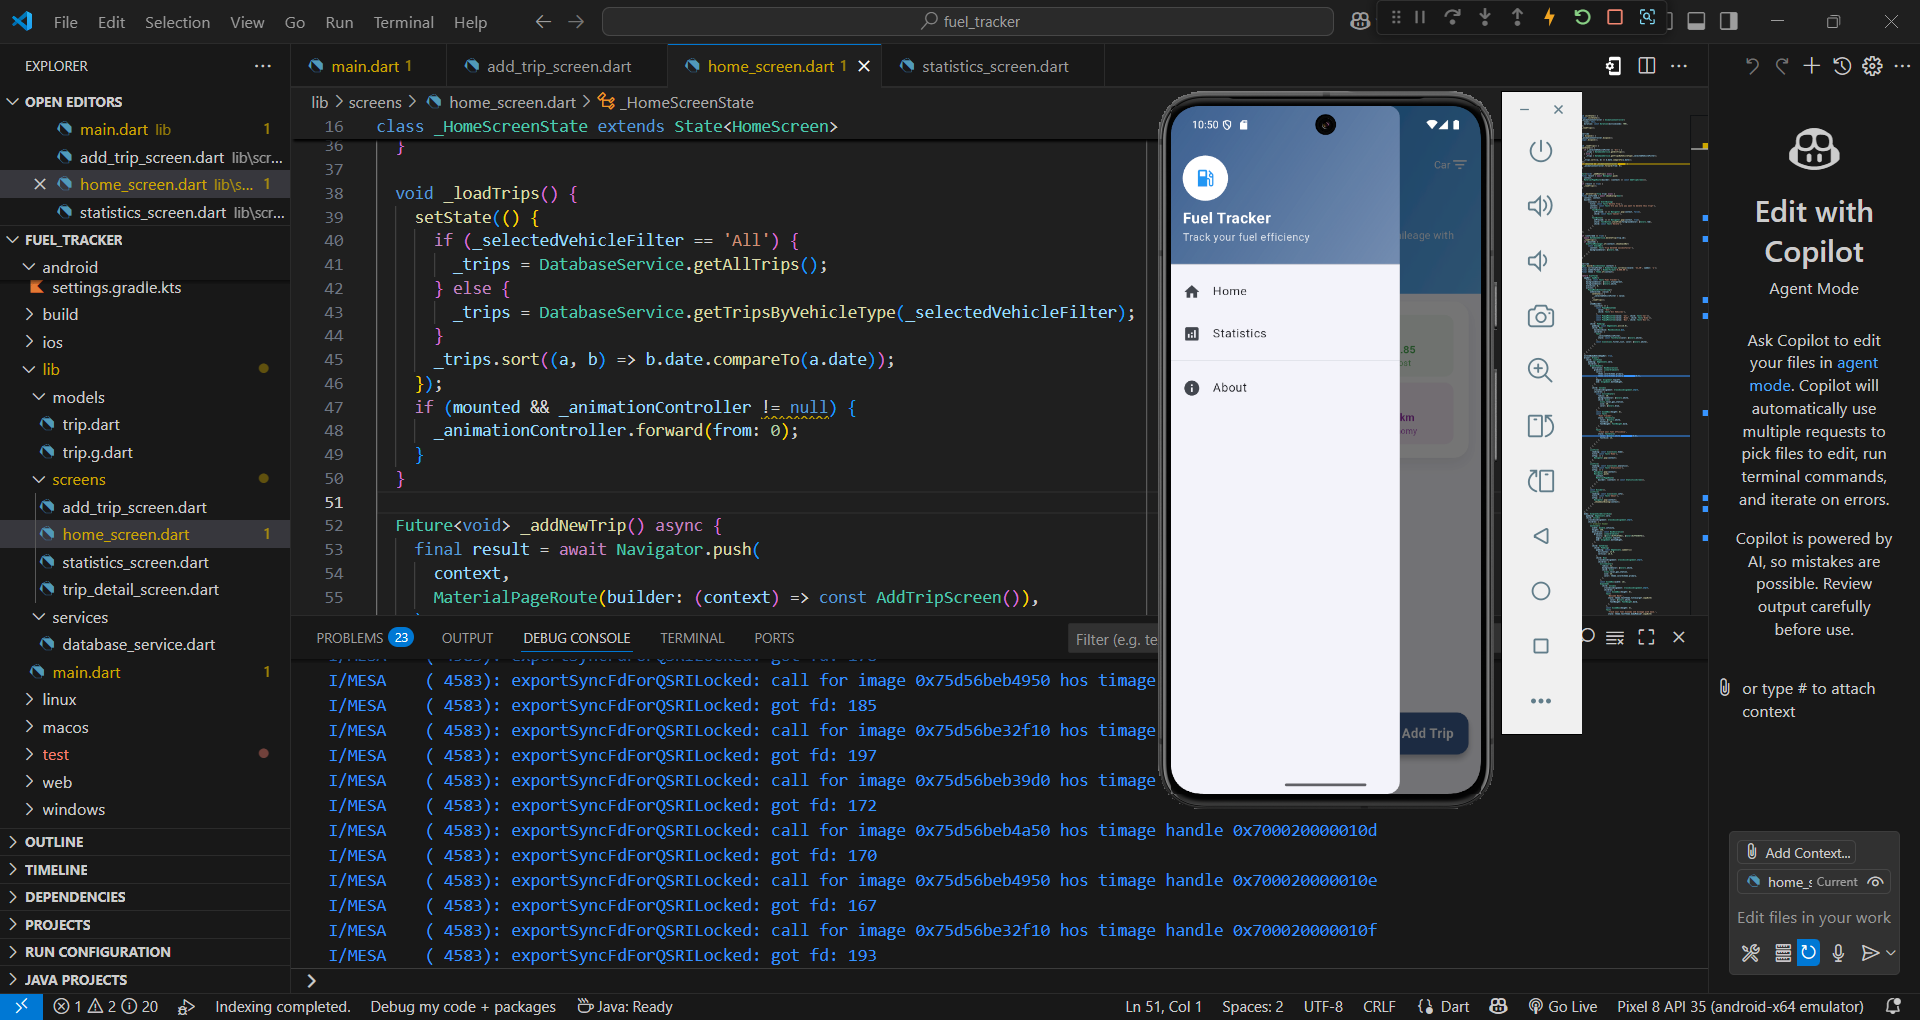 File Edit Selection View Go Run Terminal Help
fuel_tracker
EXPLORER
OPEN EDITORS
main.dart lib 1
add_trip_screen.dart lib\scr...
home_screen.dart lib\s... 1
statistics_screen.dart lib\scr...
FUEL_TRACKER
android
settings.gradle.kts
build
ios
lib
models
trip.dart
trip.g.dart
screens
add_trip_screen.dart
home_screen.dart 1
statistics_screen.dart
trip_detail_screen.dart
services
database_service.dart
main.dart 1
linux
macos
test
web
windows
OUTLINE
TIMELINE
DEPENDENCIES
PROJECTS
RUN CONFIGURATION
JAVA PROJECTS
main.dart 1
add_trip_screen.dart
home_screen.dart 1
statistics_screen.dart
lib > screens > home_screen.dart > _HomeScreenState
16 class _HomeScreenState extends State<HomeScreen>
36 }
37
38 void _loadTrips() {
39 setState(() {
40 if (_selectedVehicleFilter == 'All') {
41 _trips = DatabaseService.getAllTrips();
42 } else {
43 _trips = DatabaseService.getTripsByVehicleType(_selectedVehicleFilter);
44 }
45 _trips.sort((a, b) => b.date.compareTo(a.date));
46 });
47 if (mounted && _animationController != null) {
48 _animationController.forward(from: 0);
49 }
50 }
51
52 Future<void> _addNewTrip() async {
53 final result = await Navigator.push(
54 context,
55 MaterialPageRoute(builder: (context) => const AddTripScreen()),
PROBLEMS 23 OUTPUT DEBUG CONSOLE TERMINAL PORTS
Filter (e.g. te
I/MESA ( 4583): exportSyncFdForQSRILocked: call for image 0x75d56beb4950 hos timage
I/MESA ( 4583): exportSyncFdForQSRILocked: got fd: 185
I/MESA ( 4583): exportSyncFdForQSRILocked: call for image 0x75d56be32f10 hos timage
I/MESA ( 4583): exportSyncFdForQSRILocked: got fd: 197
I/MESA ( 4583): exportSyncFdForQSRILocked: call for image 0x75d56beb39d0 hos timage
I/MESA ( 4583): exportSyncFdForQSRILocked: got fd: 172
I/MESA ( 4583): exportSyncFdForQSRILocked: call for image 0x75d56beb4a50 hos timage handle 0x700020000010d
I/MESA ( 4583): exportSyncFdForQSRILocked: got fd: 170
I/MESA ( 4583): exportSyncFdForQSRILocked: call for image 0x75d56beb4950 hos timage handle 0x700020000010e
I/MESA ( 4583): exportSyncFdForQSRILocked: got fd: 167
I/MESA ( 4583): exportSyncFdForQSRILocked: call for image 0x75d56be32f10 hos timage handle 0x700020000010f
I/MESA ( 4583): exportSyncFdForQSRILocked: got fd: 193
10:50
Car
Fuel Tracker
Track your fuel efficiency
ileage with
Home
Statistics
About
.85
ost
km
omy
Add Trip
Edit with
Copilot
Agent Mode
Ask Copilot to edit
your files in agent
mode. Copilot will
automatically use
multiple requests to
pick files to edit, run
terminal commands,
and iterate on errors.
Copilot is powered by
AI, so mistakes are
possible. Review
output carefully
before use.
or type # to attach
context
Add Context...
home_s Current
Edit files in your work
1 2 20 Indexing completed. Debug my code + packages Java: Ready
Ln 51, Col 1 Spaces: 2 UTF-8 CRLF Dart Go Live Pixel 8 API 35 (android-x64 emulator)